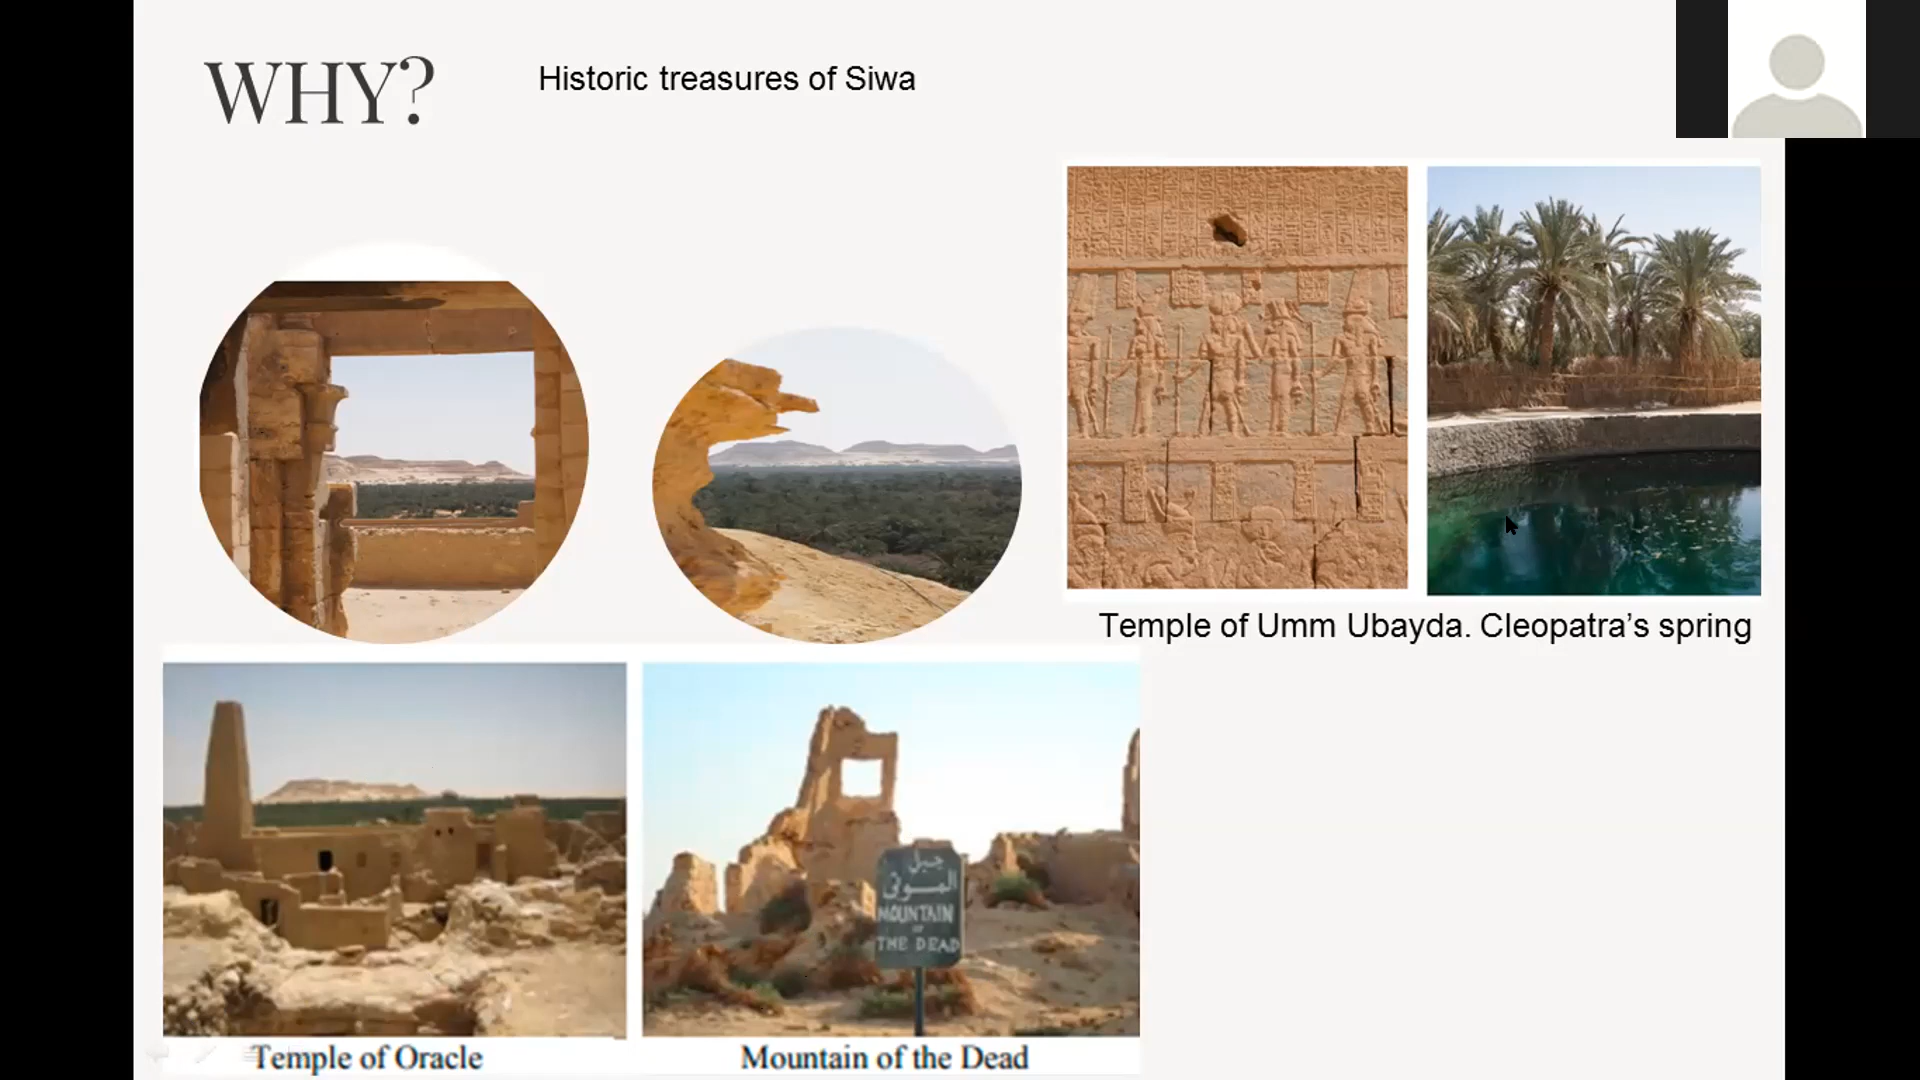 WHY?
Historic treasures of Siwa
Temple of Umm Ubayda. Cleopatra’s spring
جبل
الموتى
MOUNTAIN
OF
THE DEAD
Temple of Oracle
Mountain of the Dead